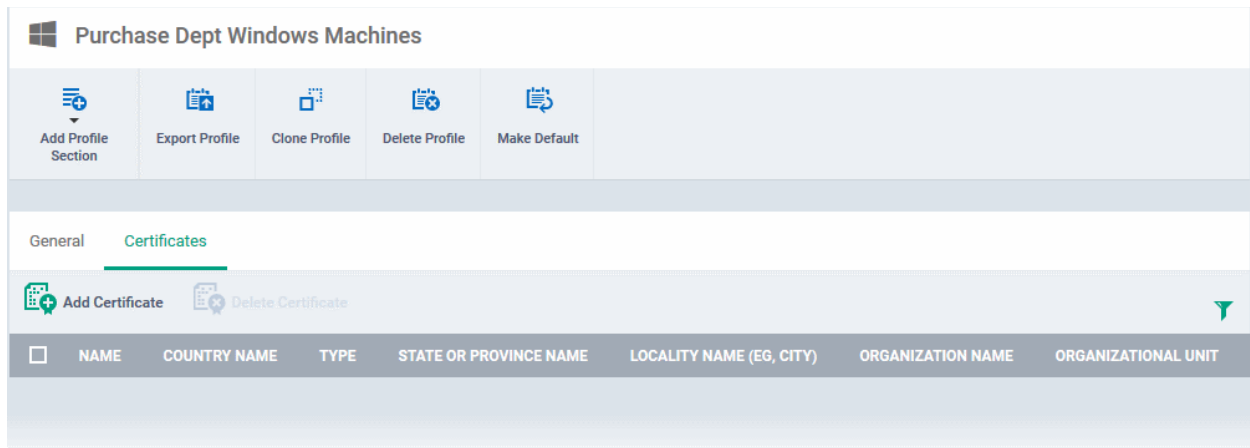 Purchase Dept Windows Machines
Add Profile
Section
Export Profile
Clone Profile
Delete Profile
Make Default
General Certificates
Add Certificate Delete Certificate
NAME COUNTRY NAME TYPE STATE OR PROVINCE NAME LOCALITY NAME (EG, CITY) ORGANIZATION NAME ORGANIZATIONAL UNIT